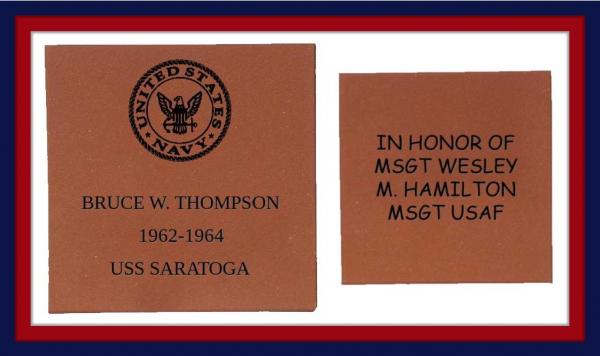 UNITED STATES
NAVY
BRUCE W. THOMPSON
1962-1964
USS SARATOGA
IN HONOR OF
MSGT WESLEY
M. HAMILTON
MSGT USAF